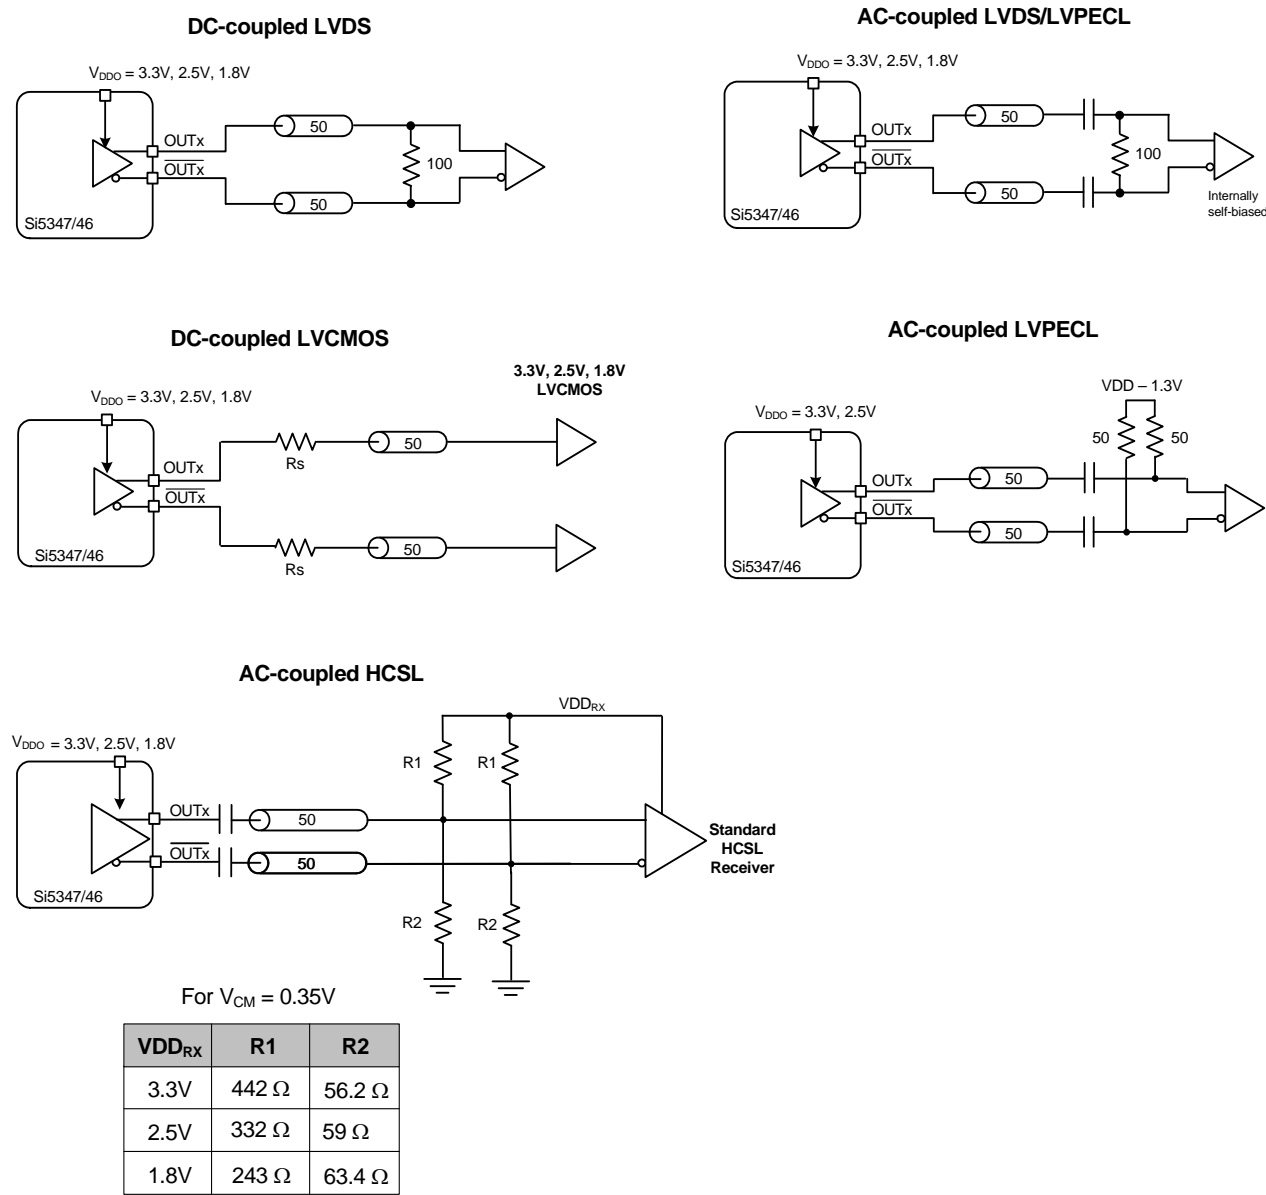 DC-coupled LVDS
VDDO = 3.3V, 2.5V, 1.8V
OUTx
OUTx
50
50
100
Si5347/46
AC-coupled LVDS/LVPECL
VDDO = 3.3V, 2.5V, 1.8V
OUTx
OUTx
50
50
100
Internally
self-biased
Si5347/46
DC-coupled LVCMOS
3.3V, 2.5V, 1.8V
LVCMOS
VDDO = 3.3V, 2.5V, 1.8V
OUTx
OUTx
Rs
50
Rs
50
Si5347/46
AC-coupled LVPECL
VDD – 1.3V
VDDO = 3.3V, 2.5V
50
50
OUTx
OUTx
50
50
Si5347/46
AC-coupled HCSL
VDDRX
VDDO = 3.3V, 2.5V, 1.8V
R1
R1
OUTx
OUTx
50
50
Standard
HCSL
Receiver
Si5347/46
R2
R2
For VCM = 0.35V
VDDRX R1 R2
3.3V 442 Ω 56.2 Ω
2.5V 332 Ω 59 Ω
1.8V 243 Ω 63.4 Ω